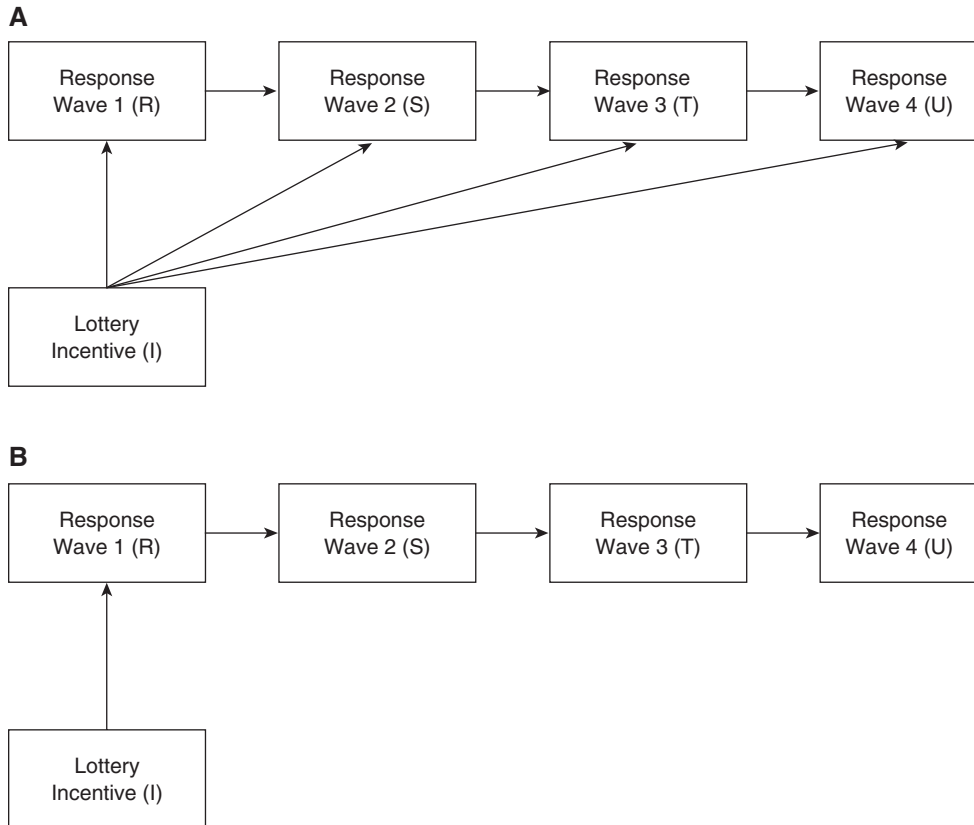 A
Response
Wave 1 (R)
Response
Wave 2 (S)
Response
Wave 3 (T)
Response
Wave 4 (U)
Lottery
Incentive (I)
B
Response
Wave 1 (R)
Response
Wave 2 (S)
Response
Wave 3 (T)
Response
Wave 4 (U)
Lottery
Incentive (I)